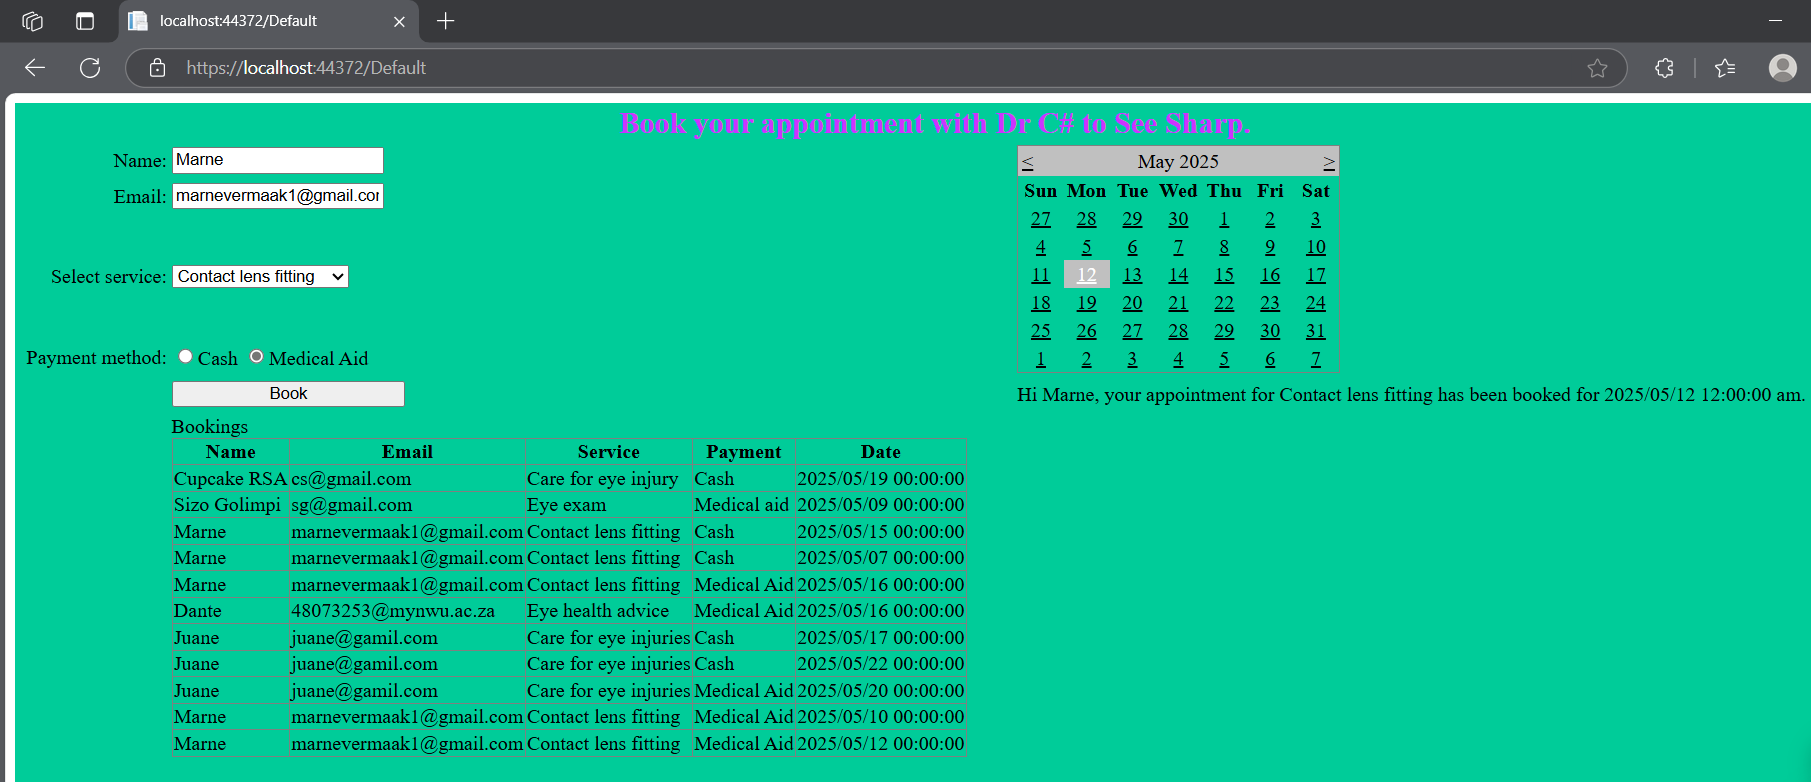 localhost:44372/Default
https://localhost:44372/Default
Book your appointment with Dr C# to See Sharp.
Name: Marne
Email: marnevermaak1@gmail.cor
Select service: Contact lens fitting
Payment method: Cash Medical Aid
Book
< May 2025 >
Sun Mon Tue Wed Thu Fri Sat
27 28 29 30 1 2 3
4 5 6 7 8 9 10
11 12 13 14 15 16 17
18 19 20 21 22 23 24
25 26 27 28 29 30 31
1 2 3 4 5 6 7
Hi Marne, your appointment for Contact lens fitting has been booked for 2025/05/12 12:00:00 am.
Bookings
Name Email Service Payment Date
Cupcake RSA cs@gmail.com Care for eye injury Cash 2025/05/19 00:00:00
Sizo Golimpi sg@gmail.com Eye exam Medical aid 2025/05/09 00:00:00
Marne marnevermaak1@gmail.com Contact lens fitting Cash 2025/05/15 00:00:00
Marne marnevermaak1@gmail.com Contact lens fitting Cash 2025/05/07 00:00:00
Marne marnevermaak1@gmail.com Contact lens fitting Medical Aid 2025/05/16 00:00:00
Dante 48073253@mynwu.ac.za Eye health advice Medical Aid 2025/05/16 00:00:00
Juane juane@gamil.com Care for eye injuries Cash 2025/05/17 00:00:00
Juane juane@gamil.com Care for eye injuries Cash 2025/05/22 00:00:00
Juane juane@gamil.com Care for eye injuries Medical Aid 2025/05/20 00:00:00
Marne marnevermaak1@gmail.com Contact lens fitting Medical Aid 2025/05/10 00:00:00
Marne marnevermaak1@gmail.com Contact lens fitting Medical Aid 2025/05/12 00:00:00